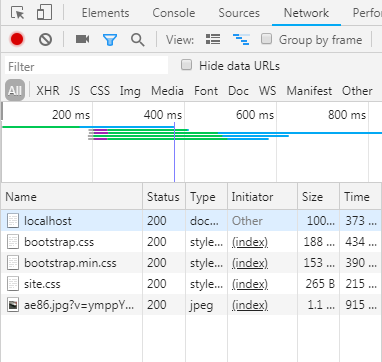 Elements Console Sources Network
View: Group by frame
Filter Hide data URLs
All XHR JS CSS Img Media Font Doc WS Manifest Other
200 ms 400 ms 600 ms 800 ms
Name Status Type Initiator Size Time
localhost 200 doc... Other 100... 373 ...
bootstrap.css 200 style... (index) 188 ... 434 ...
bootstrap.min.css 200 style... (index) 153 ... 390 ...
site.css 200 style... (index) 265 B 215 ...
ae86.jpg?v=ymppY... 200 jpeg (index) 1.1 ... 915 ...